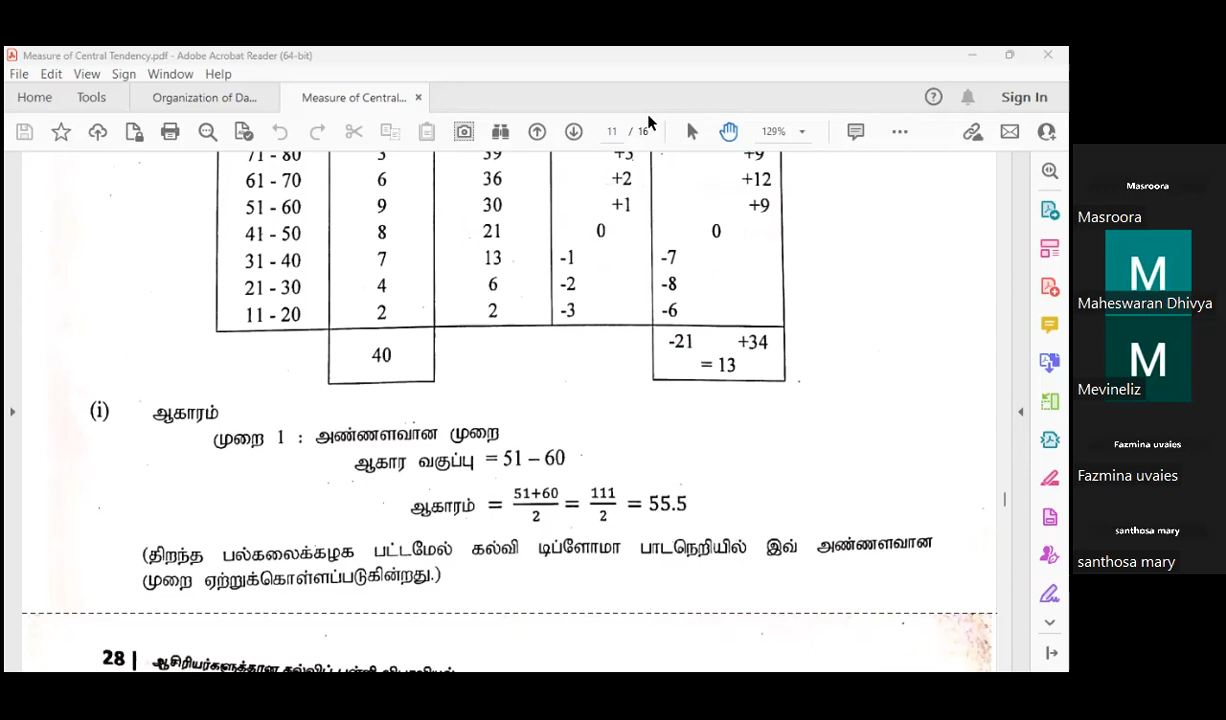 Measure of Central Tendency.pdf - Adobe Acrobat Reader (64-bit)
File Edit View Sign Window Help
Home Tools Organization of Da... Measure of Central... × Sign In
11 / 16 129%
71 - 80 3 39 +3 +9
61 - 70 6 36 +2 +12
51 - 60 9 30 +1 +9
41 - 50 8 21 0 0
31 - 40 7 13 -1 -7
21 - 30 4 6 -2 -8
11 - 20 2 2 -3 -6
40 -21 +34
= 13
(i) ஆகாரம்
முறை 1 : அண்ணளவான முறை
ஆகார வகுப்பு = 51 – 60
ஆகாரம் = 51+60/2 = 111/2 = 55.5
(திறந்த பல்கலைக்கழக பட்டமேல் கல்வி டிப்ளோமா பாடநெறியில் இவ் அண்ணளவான
முறை ஏற்றுக்கொள்ளப்படுகின்றது.)
28 | ஆசிரியர்களுக்கான
Masroora
Masroora
M
Maheswaran Dhivya
M
Mevineliz
Fazmina uvaies
Fazmina uvaies
santhosa mary
santhosa mary